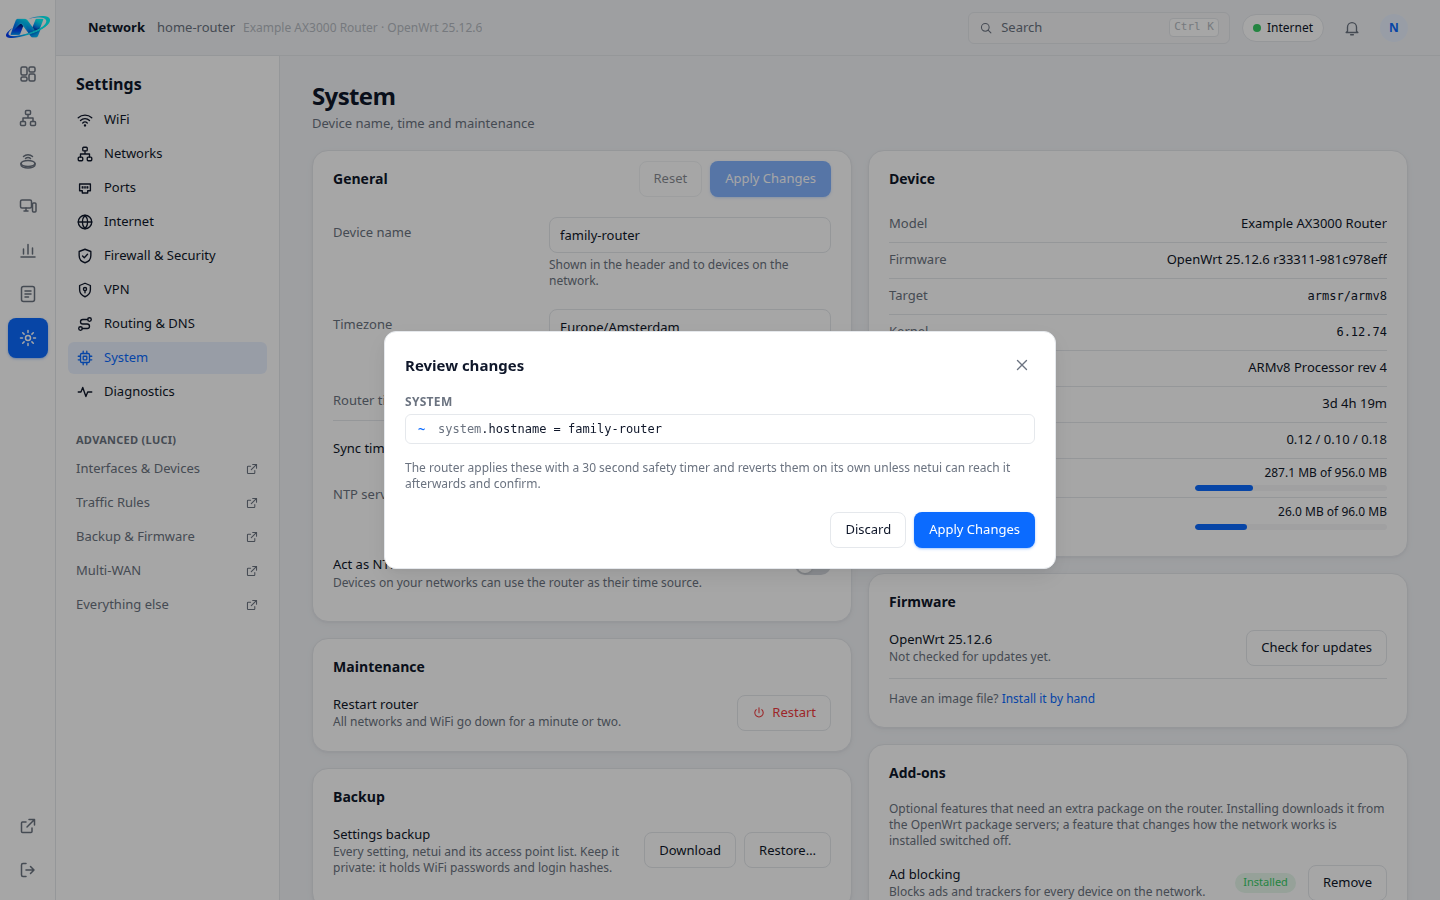 Network home-router Example AX3000 Router · OpenWrt 25.12.6
Search Ctrl K
Internet
N
Settings
WiFi
Networks
Ports
Internet
Firewall & Security
VPN
Routing & DNS
System
Diagnostics
ADVANCED (LUCI)
Interfaces & Devices
Traffic Rules
Backup & Firmware
Multi-WAN
Everything else
System
Device name, time and maintenance
General
Reset
Apply Changes
Device name
family-router
Shown in the header and to devices on the
network.
Timezone
Europe/Amsterdam
Router
Sync
NTP
Act as
Devices on your networks can use the router as their time source.
Review changes
SYSTEM
~ system.hostname = family-router
The router applies these with a 30 second safety timer and reverts them on its own unless netui can reach it
afterwards and confirm.
Discard
Apply Changes
Maintenance
Restart router
All networks and WiFi go down for a minute or two.
Restart
Backup
Settings backup
Every setting, netui and its access point list. Keep it
private: it holds WiFi passwords and login hashes.
Download
Restore...
Device
Model Example AX3000 Router
Firmware OpenWrt 25.12.6 r33311-981c978eff
Target armsr/armv8
Kernel 6.12.74
ARMv8 Processor rev 4
3d 4h 19m
0.12 / 0.10 / 0.18
287.1 MB of 956.0 MB
26.0 MB of 96.0 MB
Firmware
OpenWrt 25.12.6
Not checked for updates yet.
Check for updates
Have an image file? Install it by hand
Add-ons
Optional features that need an extra package on the router. Installing downloads it from
the OpenWrt package servers; a feature that changes how the network works is
installed switched off.
Ad blocking
Blocks ads and trackers for every device on the network.
Installed
Remove